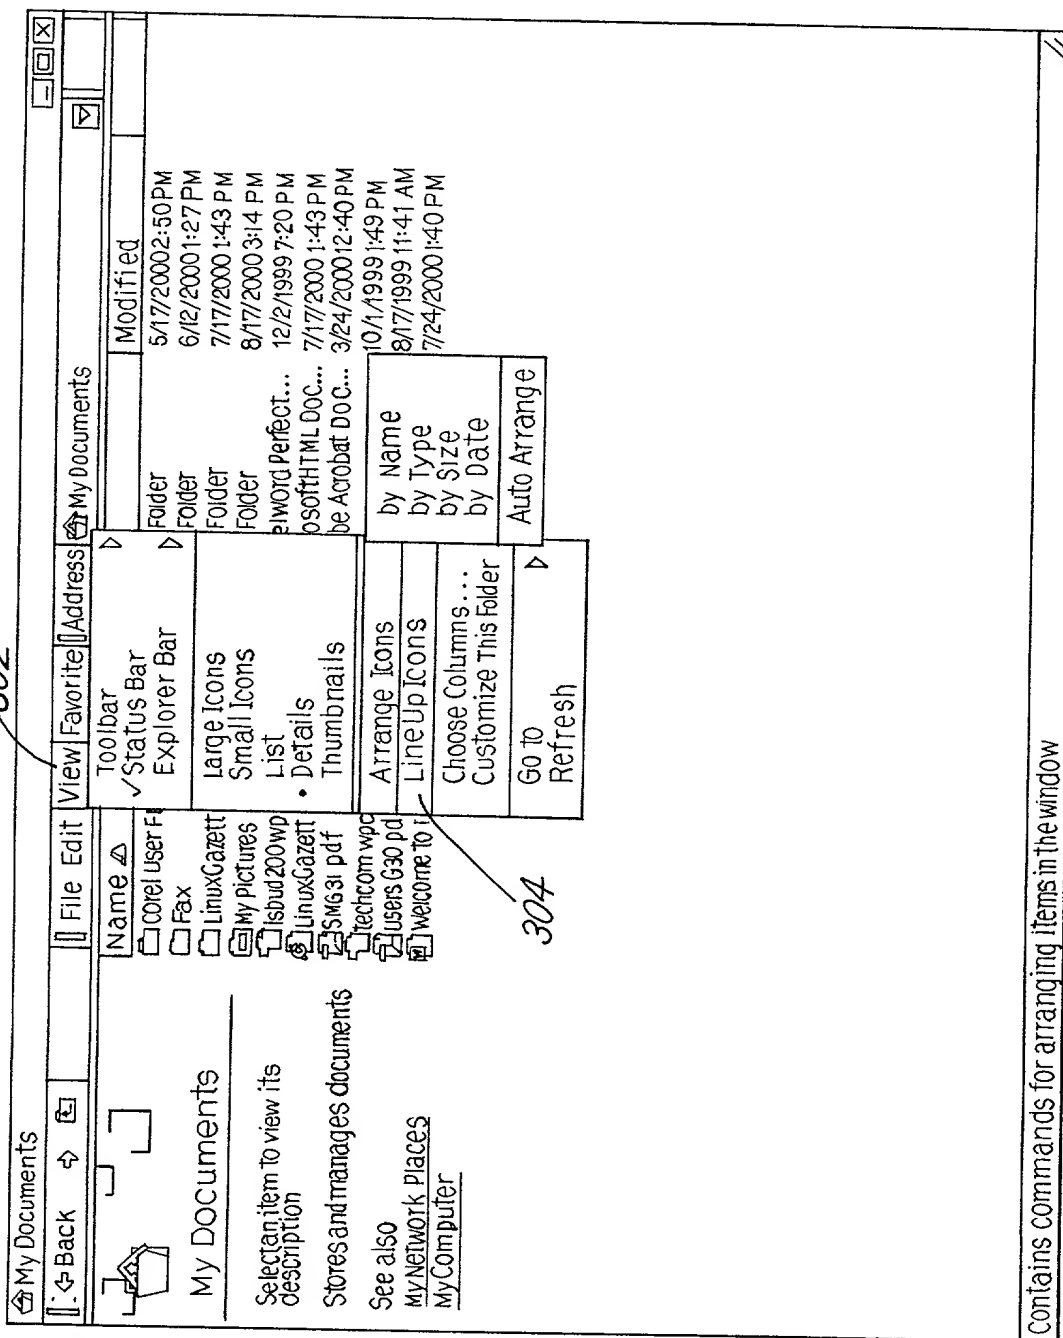 My Documents
Back
File Edit View Favorite Address My Documents
Name Modified
My Documents
Select an item to view its
description
Stores and manages documents
See also
My Network Places
My Computer
Corel User F
Fax
LinuxGazett
My Pictures
lsbud200wp
LinuxGazett
SMG31 pdf
techcom wpd
users G30 pd
Welcome to
Toolbar
✓Status Bar
Explorer Bar
Large Icons
Small Icons
List
• Details
Thumbnails
Arrange Icons
Line Up Icons
Choose Columns...
Customize This Folder
Go to
Refresh
by Name
by Type
by Size
by Date
Auto Arrange
Folder
Folder
Folder
Folder
elWord Perfect...
osoftHTML DOC...
be Acrobat DOC...
5/17/20002:50 PM
6/12/20001:27 PM
7/17/2000 1:43 PM
8/17/2000 3:14 PM
12/2/1999 7:20 PM
7/17/2000 1:43 PM
3/24/2000 12:40 PM
10/1/1999 1:49 PM
8/17/1999 11:41 AM
7/24/2000 1:40 PM
304
Contains commands for arranging items in the window